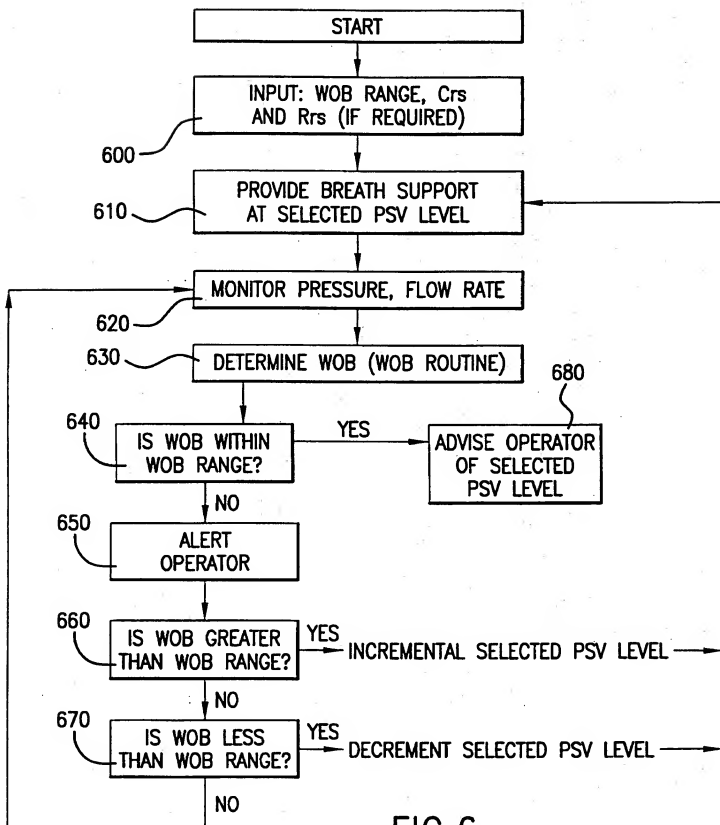 START
INPUT: WOB RANGE, Crs
AND Rrs (IF REQUIRED)
600
PROVIDE BREATH SUPPORT
AT SELECTED PSV LEVEL
610
MONITOR PRESSURE, FLOW RATE
620
630
DETERMINE WOB (WOB ROUTINE)
680
640
IS WOB WITHIN
WOB RANGE?
YES
ADVISE OPERATOR
OF SELECTED
PSV LEVEL
NO
650
ALERT
OPERATOR
660
IS WOB GREATER
THAN WOB RANGE?
YES
INCREMENTAL SELECTED PSV LEVEL
NO
670
IS WOB LESS
THAN WOB RANGE?
YES
DECREMENT SELECTED PSV LEVEL
NO
FIG. 6